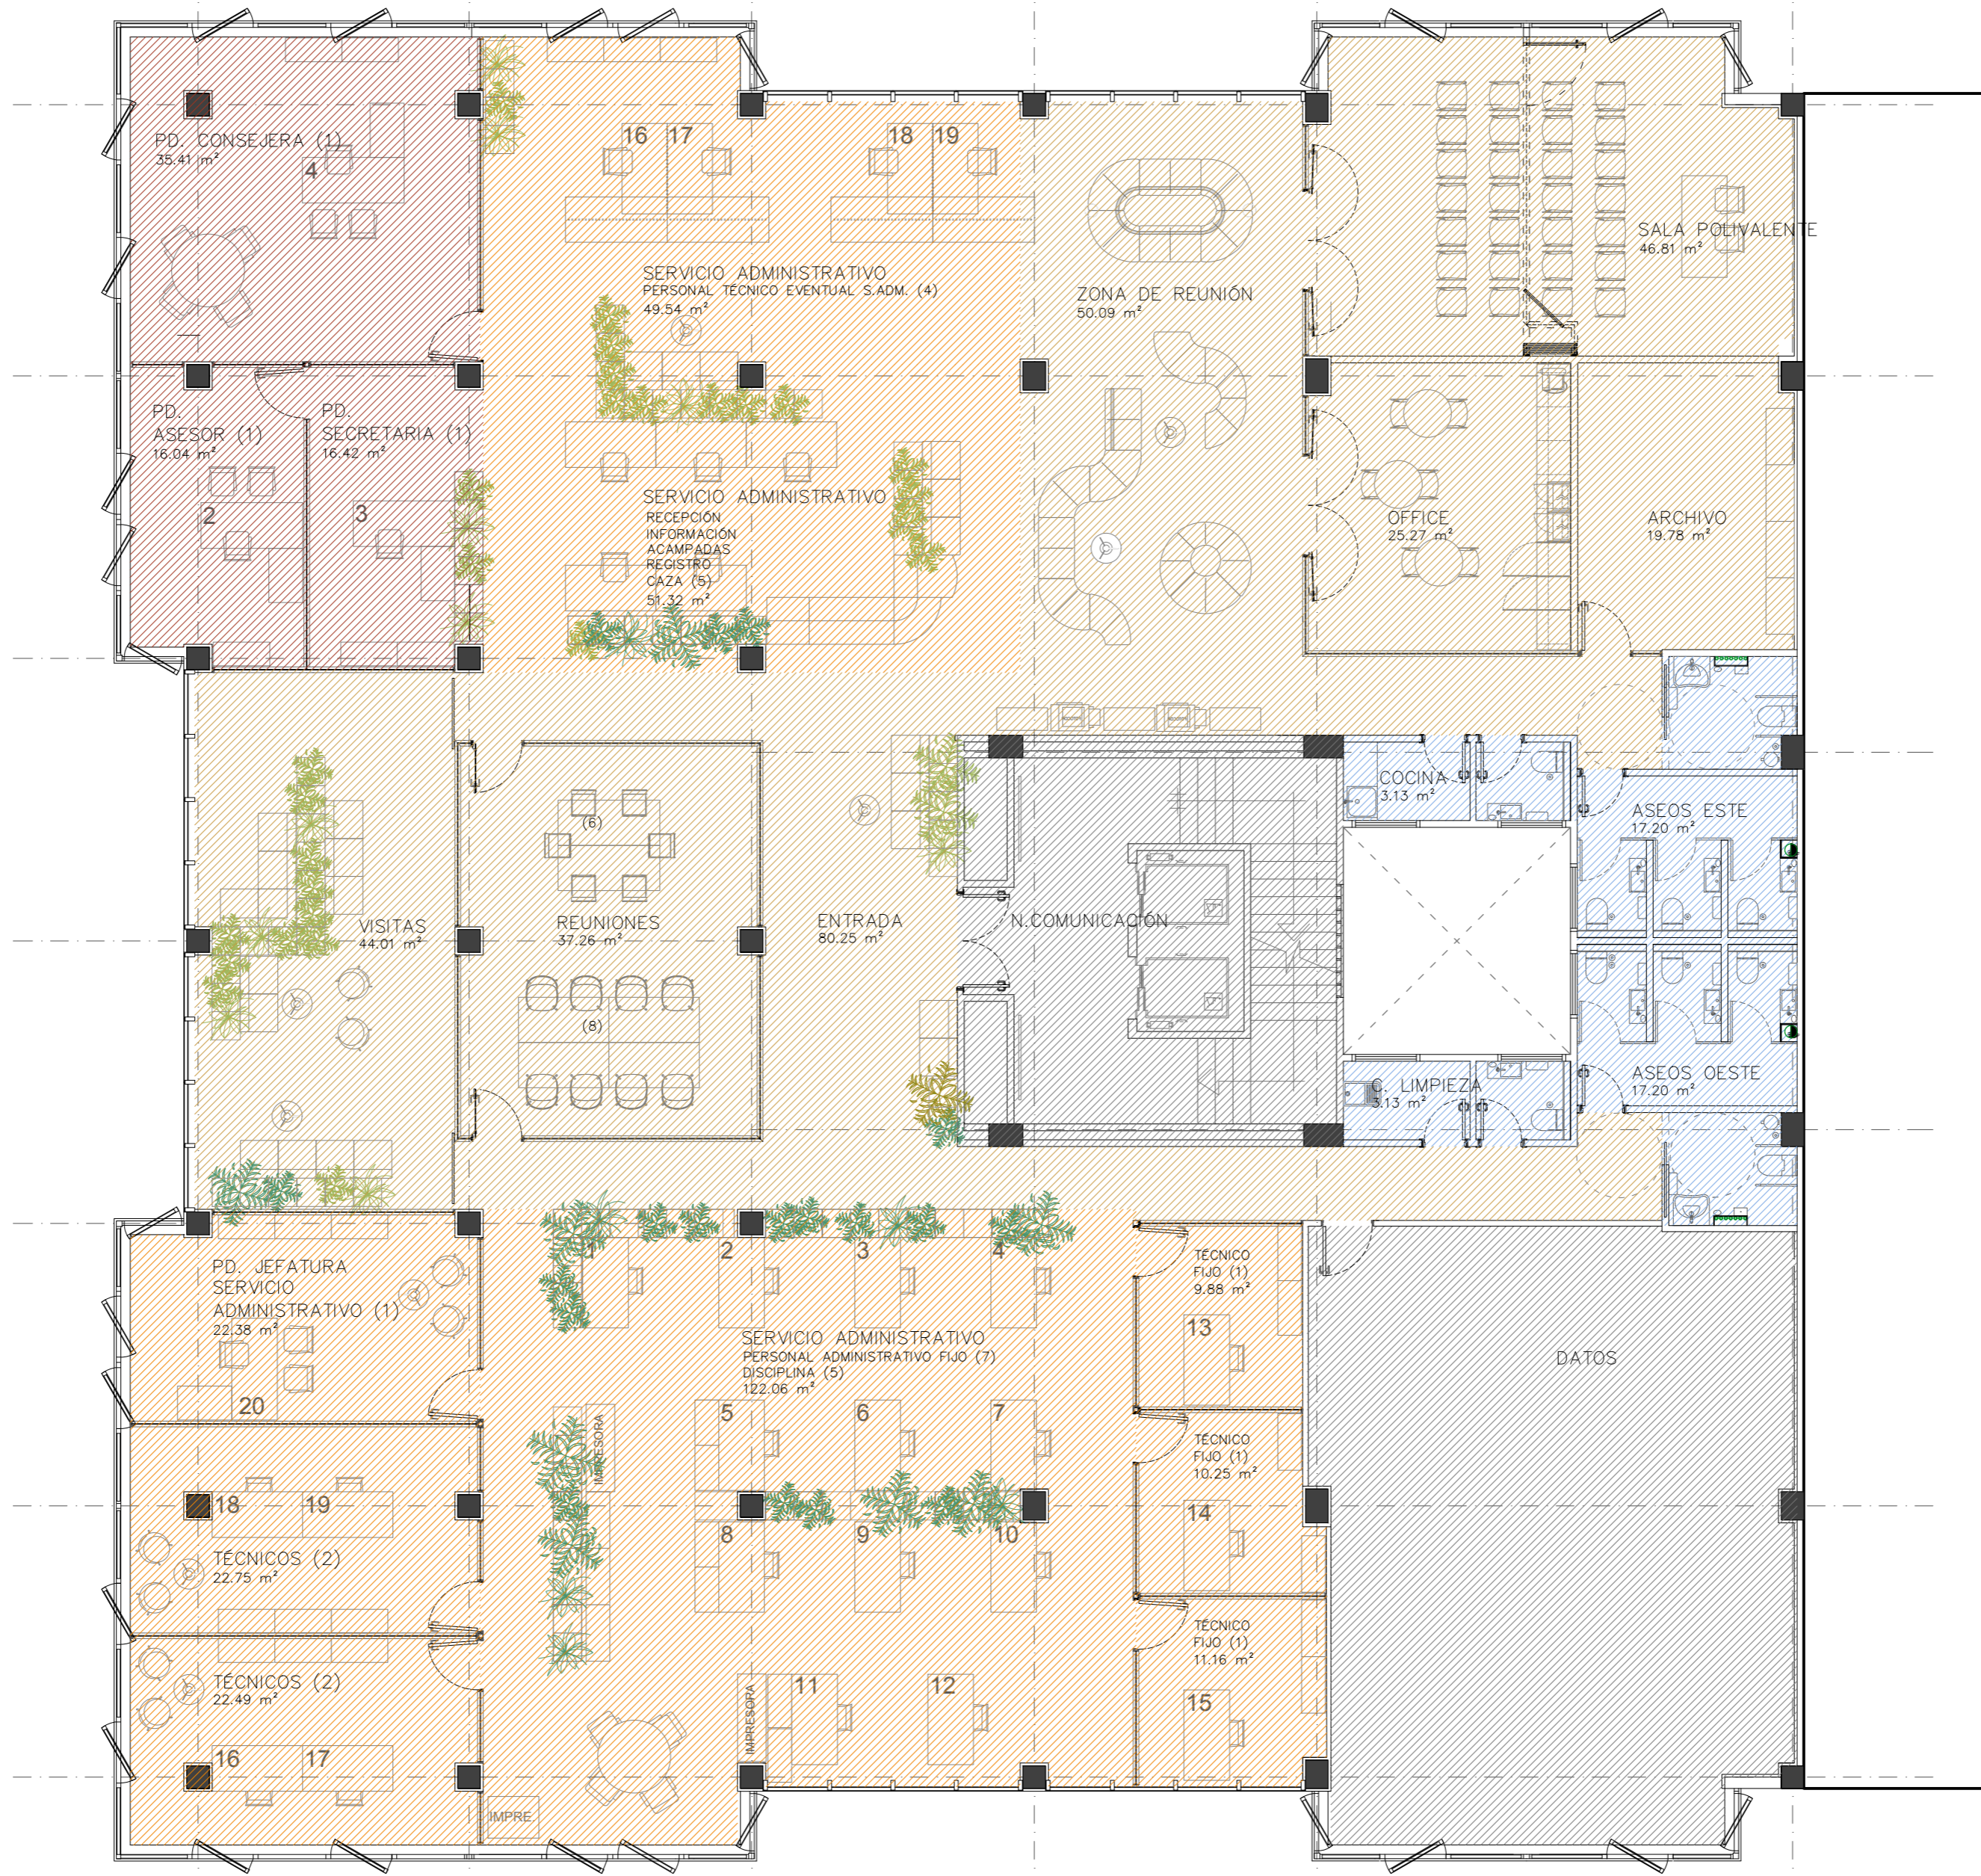 PD. CONSEJERA (1)
35.41 m²
4
16
17
18
19
SERVICIO ADMINISTRATIVO
PERSONAL TÉCNICO EVENTUAL S.ADM. (4)
49.54 m²
ZONA DE REUNIÓN
50.09 m²
SALA POLIVALENTE
46.81 m²
PD.
ASESOR (1)
16.04 m²
2
PD.
SECRETARIA (1)
16.42 m²
3
SERVICIO ADMINISTRATIVO
RECEPCIÓN
INFORMACIÓN
ACAMPADAS
REGISTRO
CAZA (5)
51.32 m²
OFFICE
25.27 m²
ARCHIVO
19.78 m²
VISITAS
44.01 m²
(6)
REUNIONES
37.26 m²
(8)
ENTRADA
80.25 m²
N.COMUNICACIÓN
COCINA
3.13 m²
ASEOS ESTE
17.20 m²
C. LIMPIEZA
3.13 m²
ASEOS OESTE
17.20 m²
PD. JEFATURA
SERVICIO
ADMINISTRATIVO (1)
22.38 m²
20
1
2
3
4
SERVICIO ADMINISTRATIVO
PERSONAL ADMINISTRATIVO FIJO (7)
DISCIPLINA (5)
122.06 m²
TÉCNICO
FIJO (1)
9.88 m²
13
DATOS
5
6
7
IMPRESORA
TÉCNICO
FIJO (1)
10.25 m²
14
18
19
TÉCNICOS (2)
22.75 m²
8
9
10
TÉCNICO
FIJO (1)
11.16 m²
15
TÉCNICOS (2)
22.49 m²
16
17
IMPRESORA
11
12
IMPRE